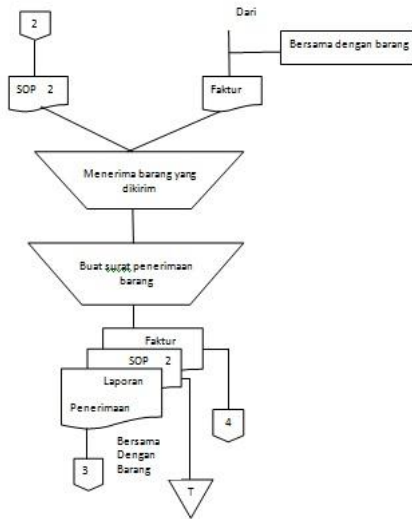 2
Dari
Bersama dengan barang
SOP 2
Faktur
Menerima barang yang
dikirim
Buat surat penerimaan
barang
Faktur
SOP 2
Laporan
Penerimaan
4
Bersama
Dengan
Barang
3
T